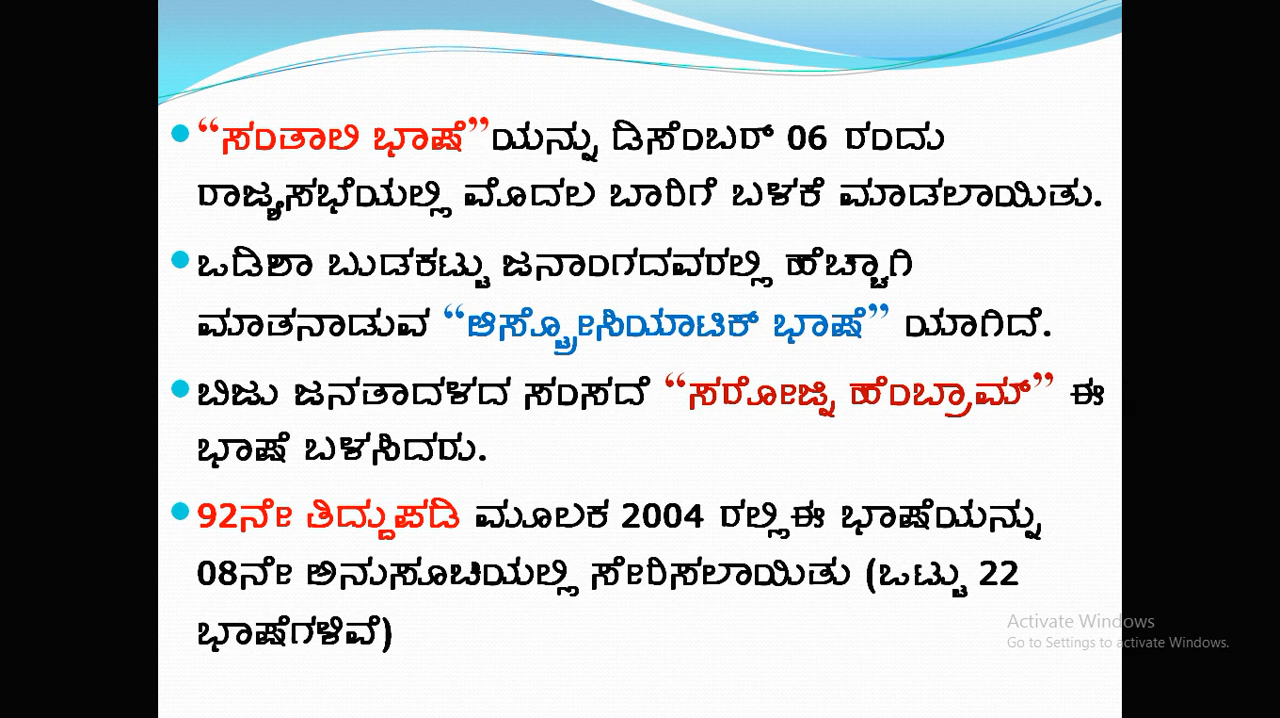 “ಸಂತಾಲಿ ಭಾಷೆ”ಯನ್ನು ಡಿಸೆಂಬರ್ 06 ರಂದು
ರಾಜ್ಯಸಭೆಯಲ್ಲಿ ಮೊದಲ ಬಾರಿಗೆ ಬಳಕೆ ಮಾಡಲಾಯಿತು.
ಒಡಿಶಾ ಬುಡಕಟ್ಟು ಜನಾಂಗದವರಲ್ಲಿ ಹೆಚ್ಚಾಗಿ
ಮಾತನಾಡುವ “ಆಸ್ಟ್ರೋಸಿಯಾಟಿಕ್ ಭಾಷೆ” ಯಾಗಿದೆ.
ಬಿಜು ಜನತಾದಳದ ಸಂಸದೆ “ಸರೋಜ್ನಿ ಹೆಂಬ್ರಾಮ್” ಈ
ಭಾಷೆ ಬಳಸಿದರು.
92ನೇ ತಿದ್ದುಪಡಿ ಮೂಲಕ 2004 ರಲ್ಲಿ ಈ ಭಾಷೆಯನ್ನು
08ನೇ ಅನುಸೂಚಿಯಲ್ಲಿ ಸೇರಿಸಲಾಯಿತು (ಒಟ್ಟು 22
ಭಾಷೆಗಳಿವೆ)
Activate Windows
Go to Settings to activate Windows.